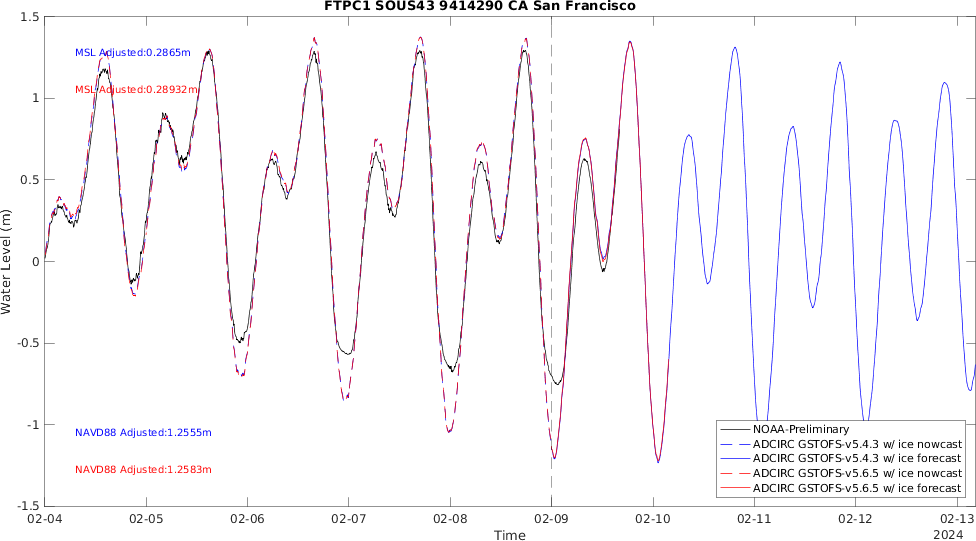 FTPC1 SOUS43 9414290 CA San Francisco
1.5
1
0.5
0
-0.5
-1
-1.5
Water Level (m)
MSL Adjusted:0.2865m
MSL Adjusted:0.28932m
NAVD88 Adjusted:1.2555m
NAVD88 Adjusted:1.2583m
NOAA-Preliminary
ADCIRC GSTOFS-v5.4.3 w/ ice nowcast
ADCIRC GSTOFS-v5.4.3 w/ ice forecast
ADCIRC GSTOFS-v5.6.5 w/ ice nowcast
ADCIRC GSTOFS-v5.6.5 w/ ice forecast
02-04 02-05 02-06 02-07 02-08 02-09 02-10 02-11 02-12 02-13
Time
2024